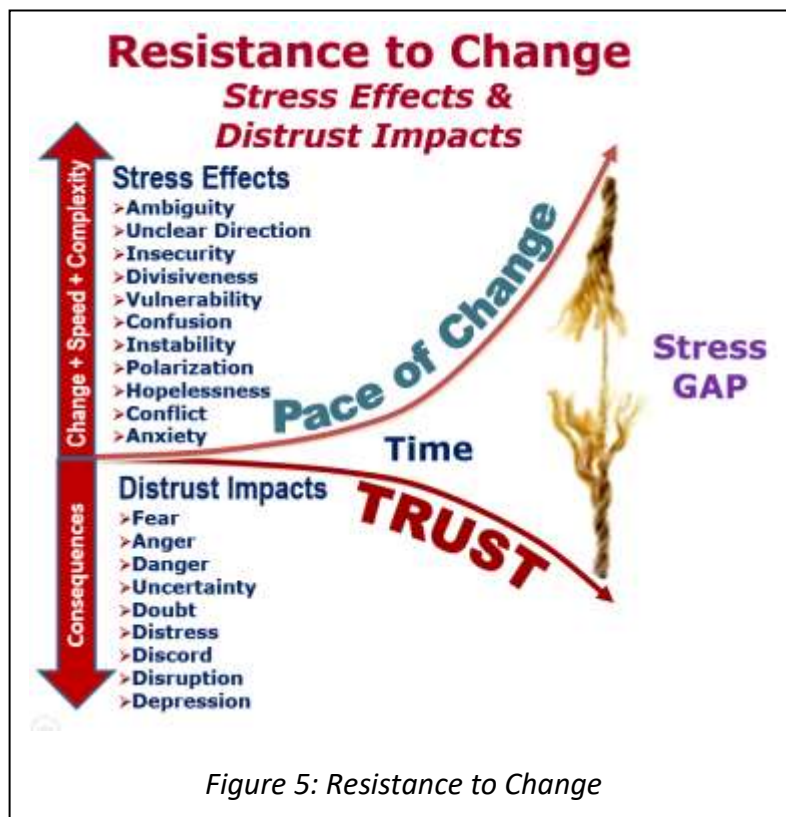 Resistance to Change
Stress Effects &
Distrust Impacts
Change + Speed + Complexity
Stress Effects
➢Ambiguity
➢Unclear Direction
➢Insecurity
➢Divisiveness
➢Vulnerability
➢Confusion
➢Instability
➢Polarization
➢Hopelessness
➢Conflict
➢Anxiety
Pace of Change
Stress
GAP
Time
Consequences
Distrust Impacts
➢Fear
➢Anger
➢Danger
➢Uncertainty
➢Doubt
➢Distress
➢Discord
➢Disruption
➢Depression
TRUST
Figure 5: Resistance to Change